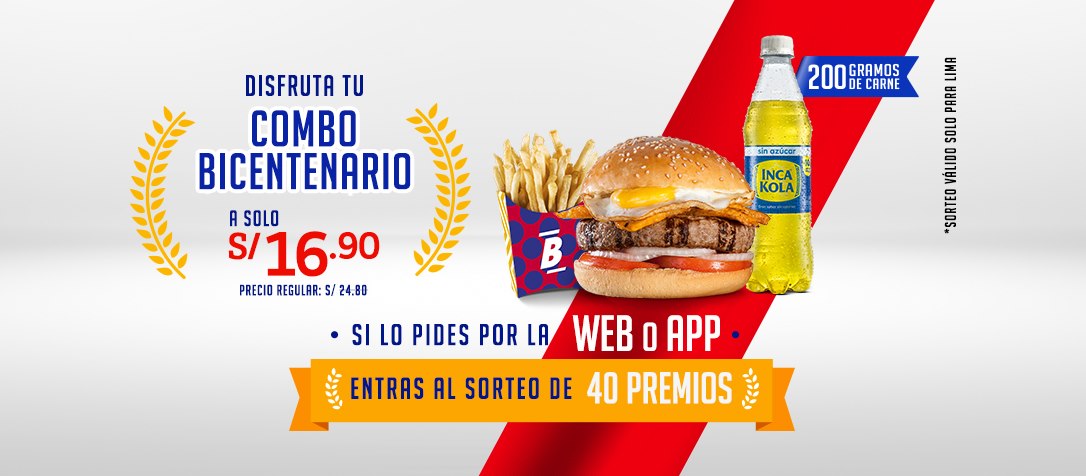 DISFRUTA TU
COMBO
BICENTENARIO
A SOLO
S/16.90
PRECIO REGULAR: S/ 24.80
B
sin azúcar
INCA
KOLA
200 GRAMOS
DE CARNE
*SORTEO VÁLIDO SOLO PARA LIMA
• SI LO PIDES POR LA WEB O APP •
ENTRAS AL SORTEO DE 40 PREMIOS